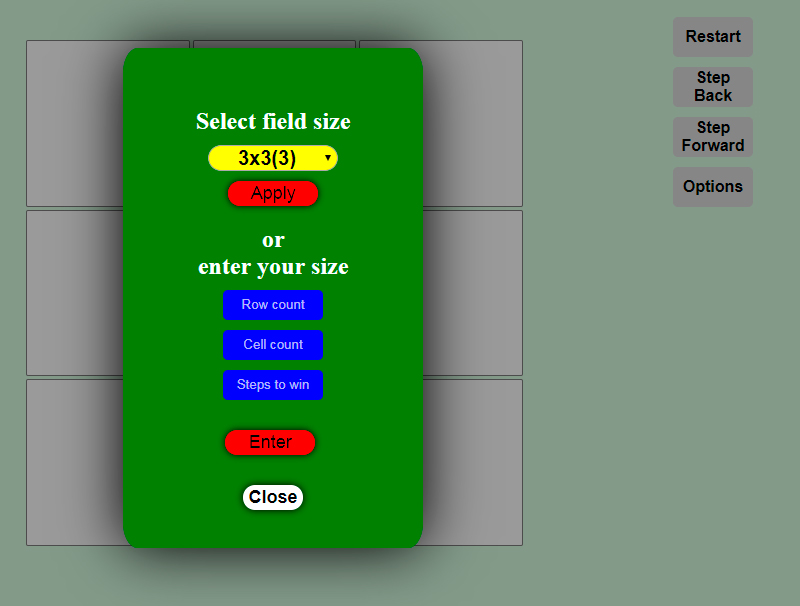 Select field size
3x3(3)
Apply
or
enter your size
Row count
Cell count
Steps to win
Enter
Close
Restart
Step
Back
Step
Forward
Options